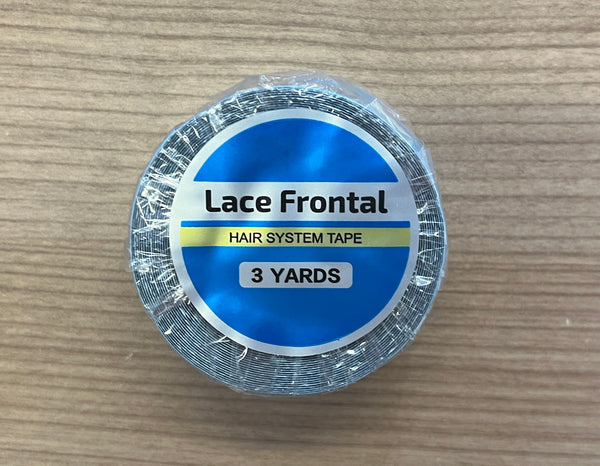 Lace Frontal
HAIR SYSTEM TAPE
3 YARDS